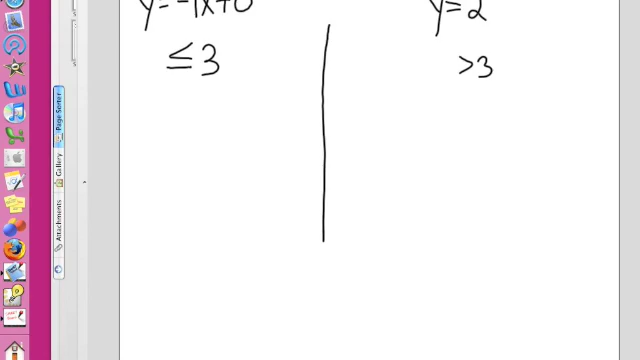 y=-1x+0
y=2
≤3
>3
Page Sorter
Gallery
Attachments